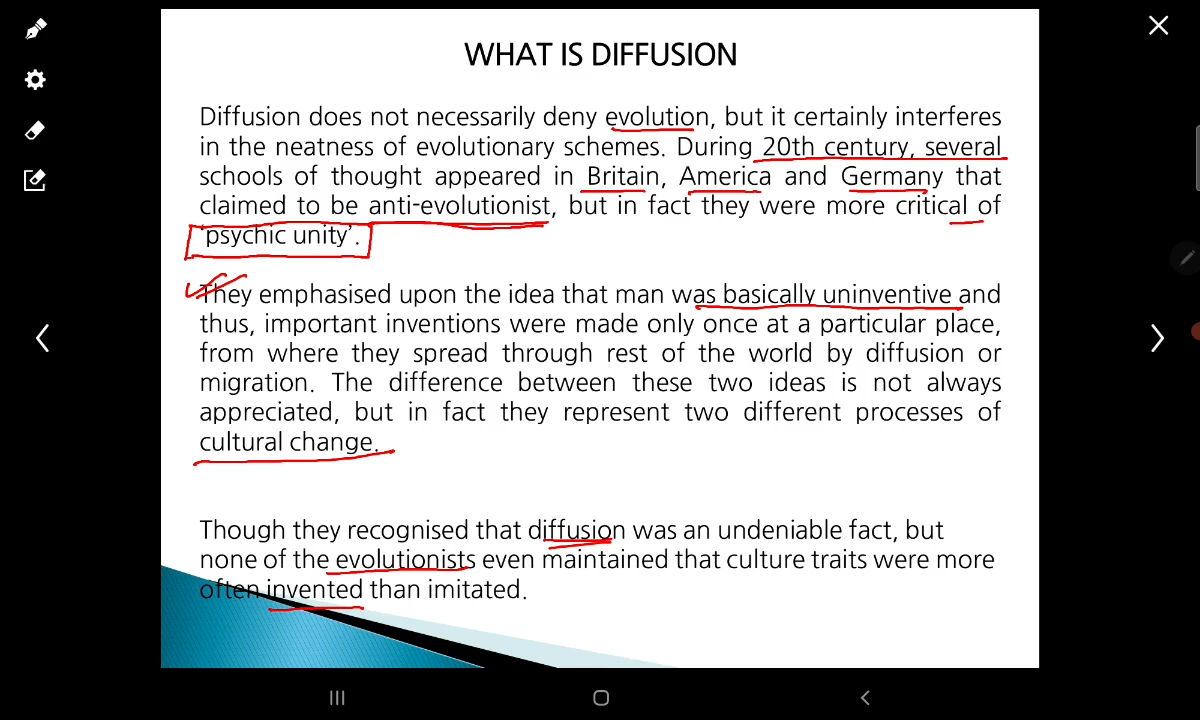 WHAT IS DIFFUSION
Diffusion does not necessarily deny evolution, but it certainly interferes
in the neatness of evolutionary schemes. During 20th century, several
schools of thought appeared in Britain, America and Germany that
claimed to be anti-evolutionist, but in fact they were more critical of
‘psychic unity’.
They emphasised upon the idea that man was basically uninventive and
thus, important inventions were made only once at a particular place,
from where they spread through rest of the world by diffusion or
migration. The difference between these two ideas is not always
appreciated, but in fact they represent two different processes of
cultural change.
Though they recognised that diffusion was an undeniable fact, but
none of the evolutionists even maintained that culture traits were more
often invented than imitated.